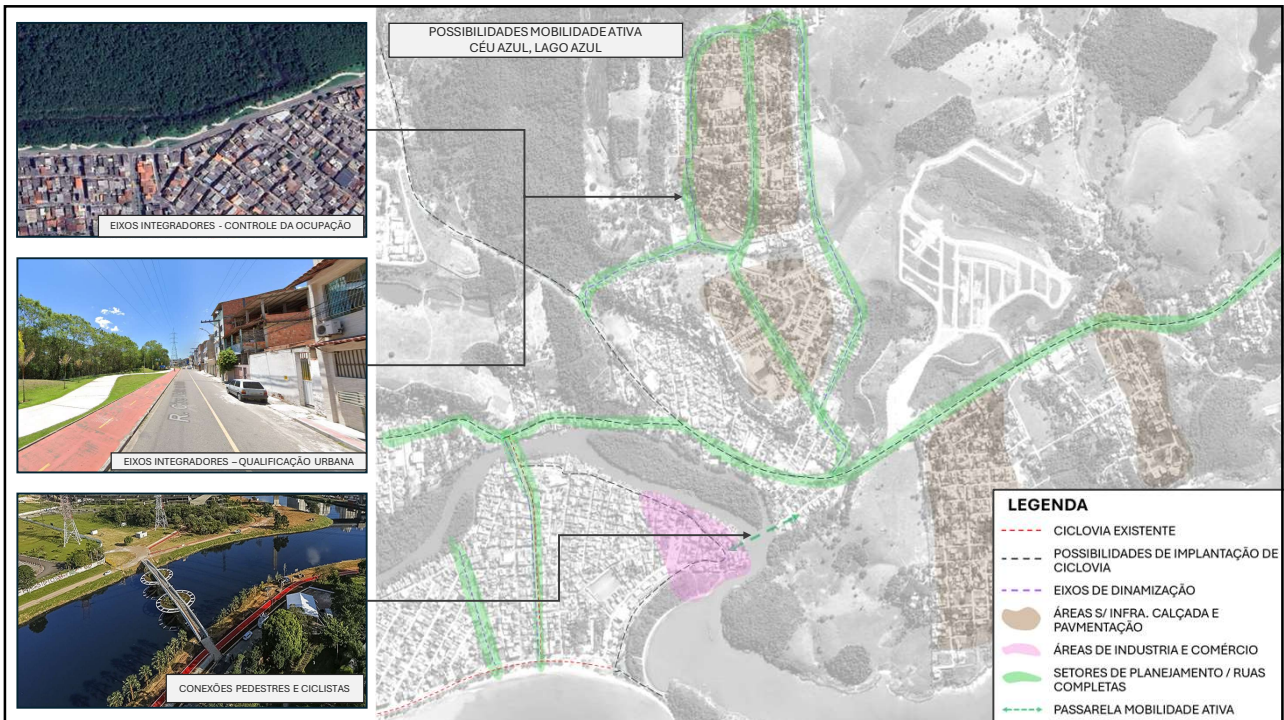 POSSIBILIDADES MOBILIDADE ATIVA
CÉU AZUL, LAGO AZUL
EIXOS INTEGRADORES - CONTROLE DA OCUPAÇÃO
EIXOS INTEGRADORES – QUALIFICAÇÃO URBANA
CONEXÕES PEDESTRES E CICLISTAS
LEGENDA
CICLOVIA EXISTENTE
POSSIBILIDADES DE IMPLANTAÇÃO DE
CICLOVIA
EIXOS DE DINAMIZAÇÃO
ÁREAS S/ INFRA. CALÇADA E
PAVMENTAÇÃO
ÁREAS DE INDUSTRIA E COMÉRCIO
SETORES DE PLANEJAMENTO / RUAS
COMPLETAS
PASSARELA MOBILIDADE ATIVA